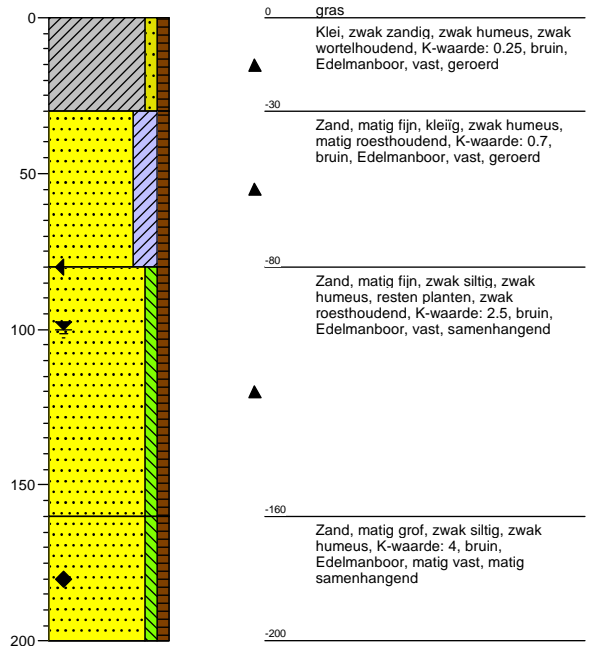 0
50
100
150
200
0
gras
Klei, zwak zandig, zwak humeus, zwak
wortelhoudend, K-waarde: 0.25, bruin,
Edelmanboor, vast, geroerd
-30
Zand, matig fijn, kleiïg, zwak humeus,
matig roesthoudend, K-waarde: 0.7,
bruin, Edelmanboor, vast, geroerd
-80
Zand, matig fijn, zwak siltig, zwak
humeus, resten planten, zwak
roesthoudend, K-waarde: 2.5, bruin,
Edelmanboor, vast, samenhangend
-160
Zand, matig grof, zwak siltig, zwak
humeus, K-waarde: 4, bruin,
Edelmanboor, matig vast, matig
samenhangend
-200